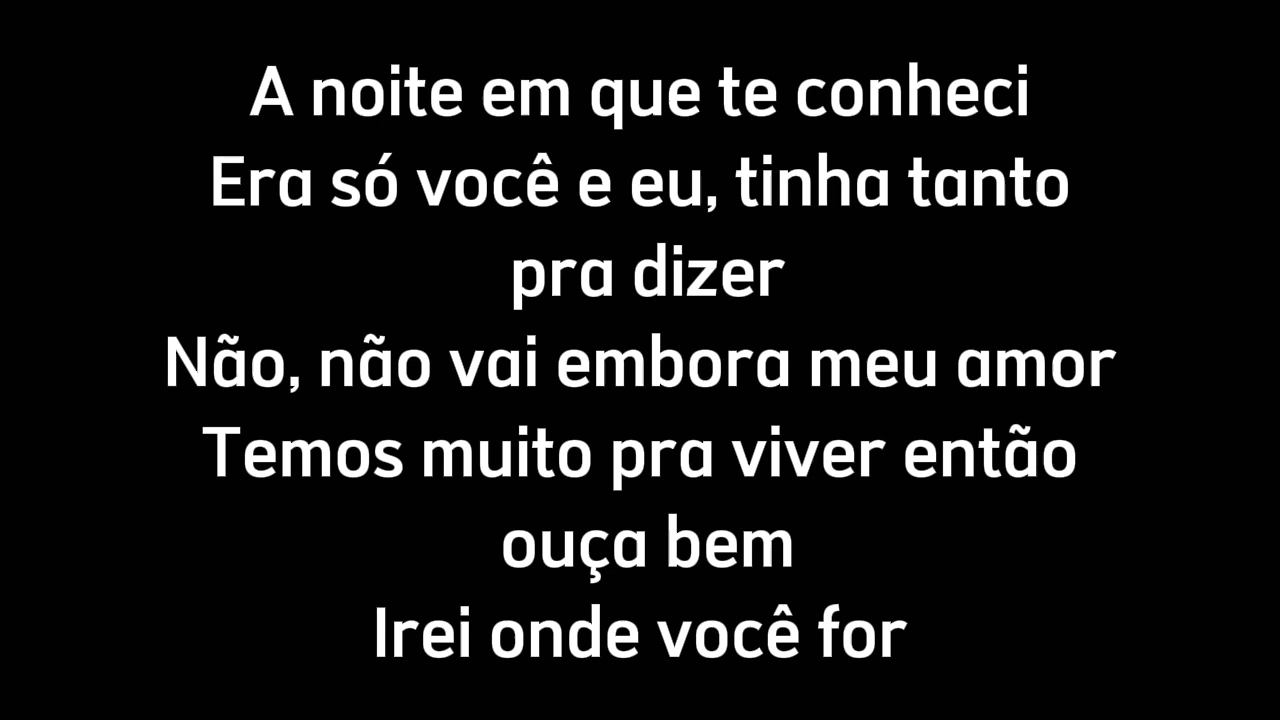 A noite em que te conheci
Era só você e eu, tinha tanto
pra dizer
Não, não vai embora meu amor
Temos muito pra viver então
ouça bem
Irei onde você for